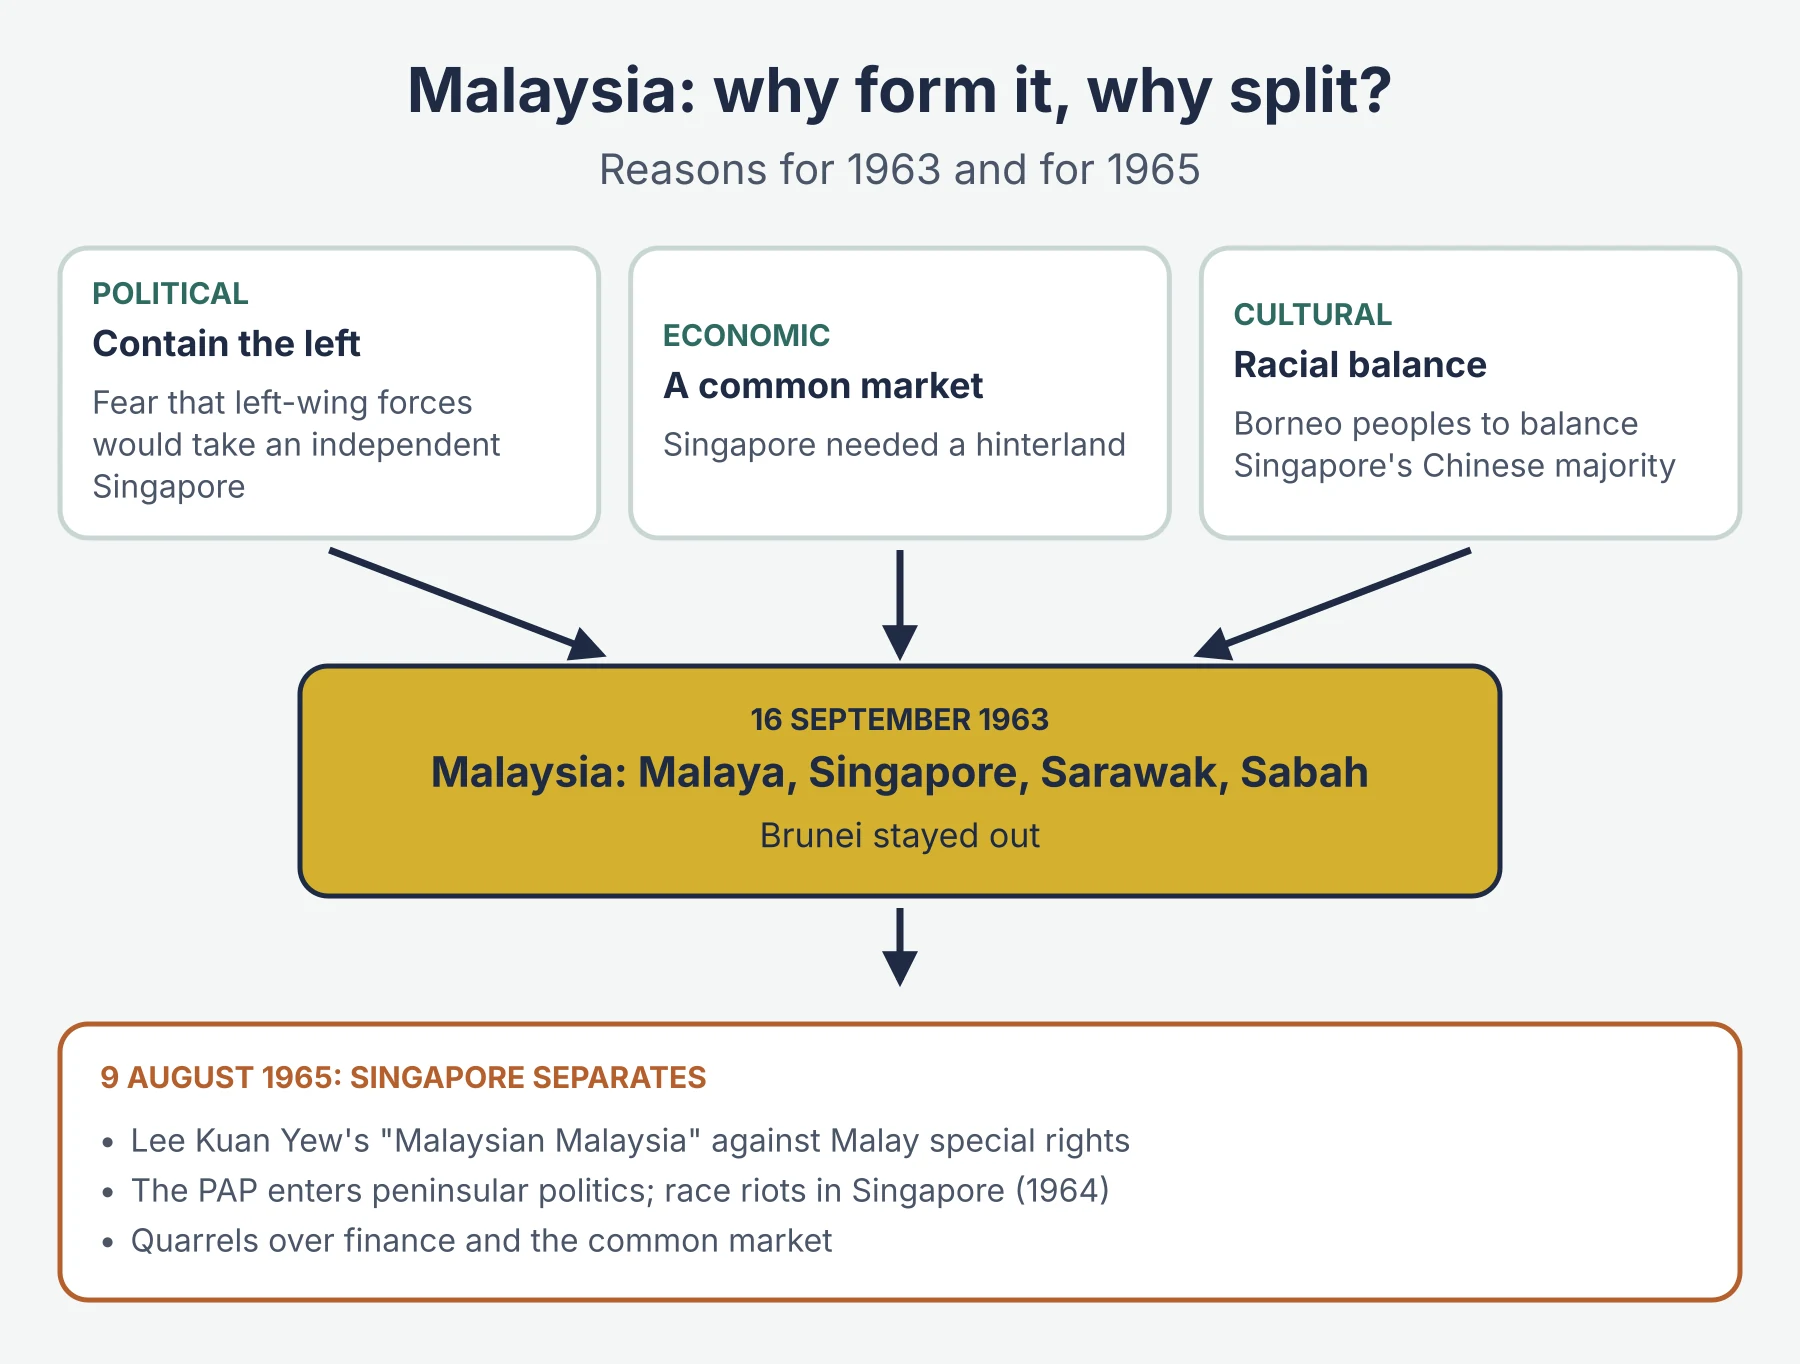 Malaysia: why form it, why split?
Reasons for 1963 and for 1965
POLITICAL
Contain the left
Fear that left-wing forces
would take an independent
Singapore
ECONOMIC
A common market
Singapore needed a hinterland
CULTURAL
Racial balance
Borneo peoples to balance
Singapore's Chinese majority
16 SEPTEMBER 1963
Malaysia: Malaya, Singapore, Sarawak, Sabah
Brunei stayed out
9 AUGUST 1965: SINGAPORE SEPARATES
• Lee Kuan Yew's "Malaysian Malaysia" against Malay special rights
• The PAP enters peninsular politics; race riots in Singapore (1964)
• Quarrels over finance and the common market